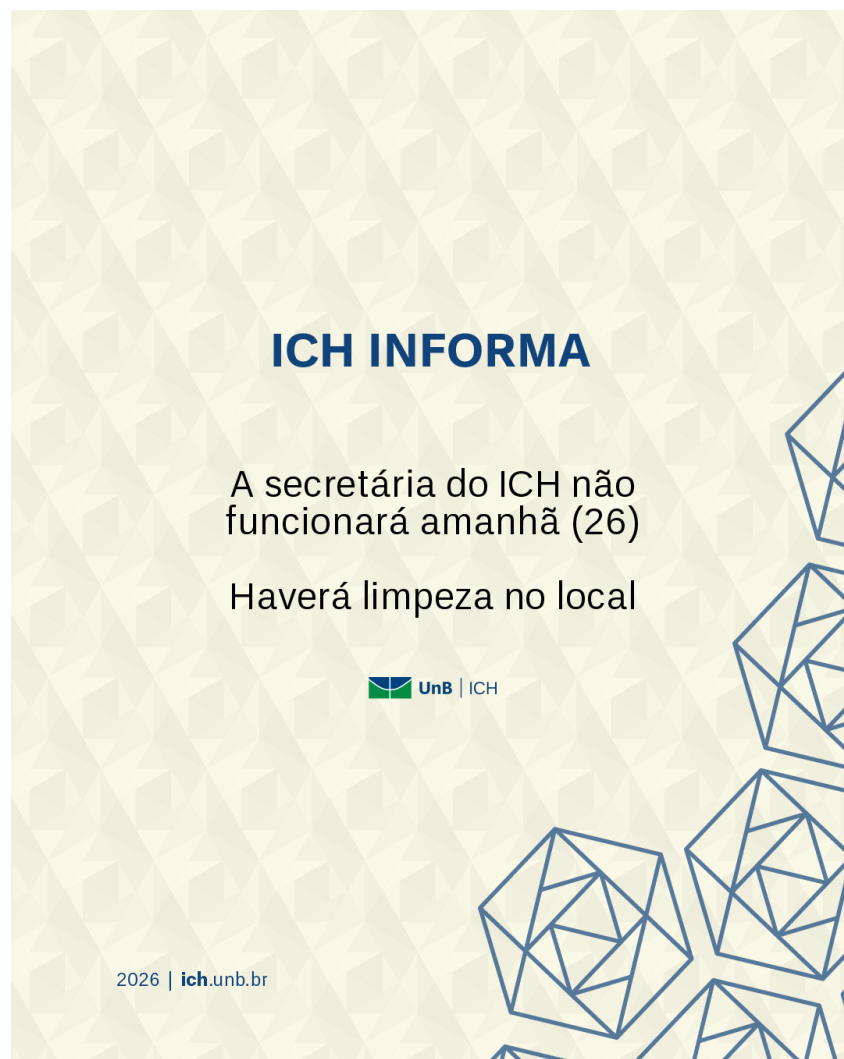 ICH INFORMA
A secretária do ICH não
funcionará amanhã (26)
Haverá limpeza no local
UnB | ICH
2026 | ich.unb.br